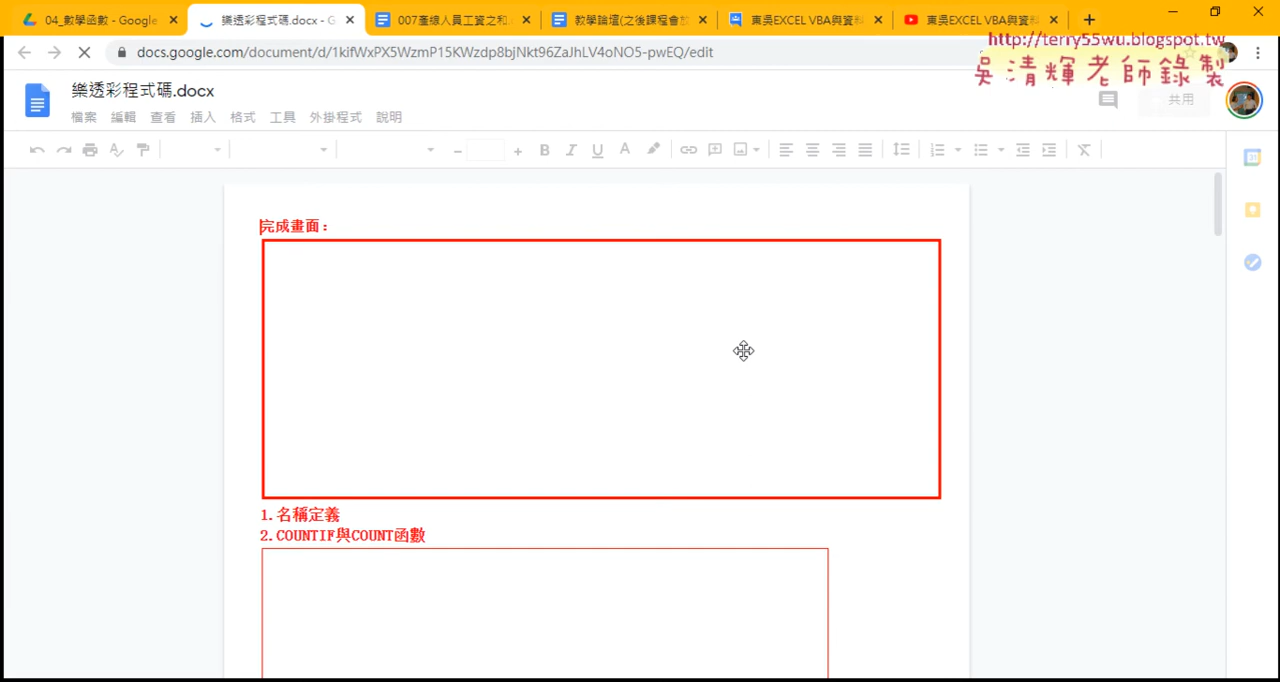 04_數學函數 - Google
樂透彩程式碼.docx - G
007產線人員工資之和.
教學論壇(之後課程會放
東吳EXCEL VBA與資料
東吳EXCEL VBA與資料
docs.google.com/document/d/1kifWxPX5WzmP15KWzdp8bjNkt96ZaJhLV4oNO5-pwEQ/edit
http://terry55wu.blogspot.tw
吳清輝老師錄製
樂透彩程式碼.docx
共用
檔案 編輯 查看 插入 格式 工具 外掛程式 說明
完成畫面：
1.名稱定義
2.COUNTIF與COUNT函數